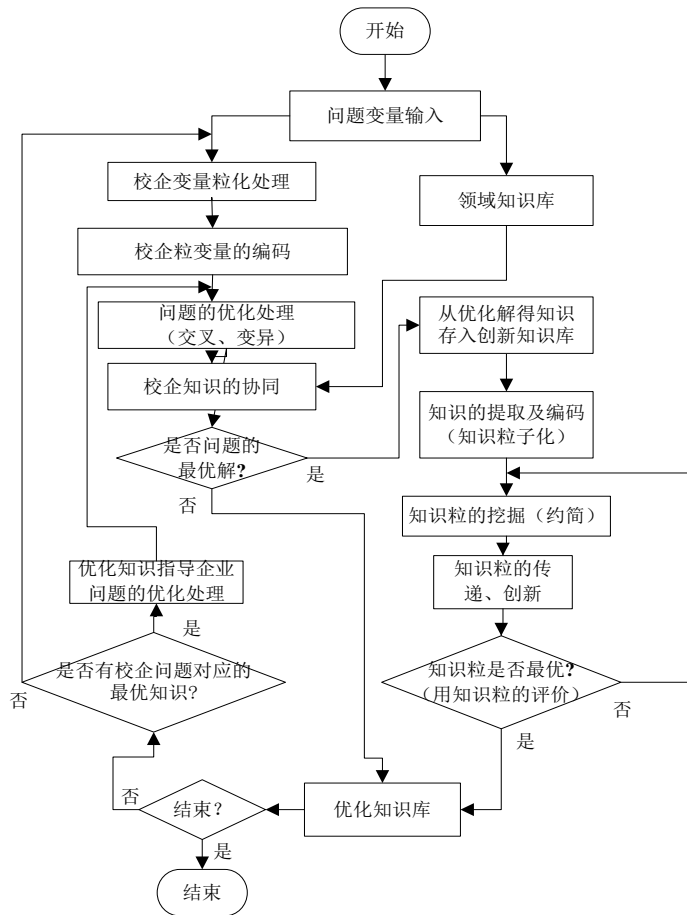 开始
问题变量输入
校企变量粒化处理
领域知识库
校企粒变量的编码
问题的优化处理
（交叉、变异）
从优化解得知识
存入创新知识库
校企知识的协同
知识的提取及编码
（知识粒子化）
是否问题的
最优解?
是
否
知识粒的挖掘（约简）
优化知识指导企业
问题的优化处理
知识粒的传
递、创新
是
是否有校企问题对应的
最优知识?
否
知识粒是否最优?
（用知识粒的评价）
否
是
否
结束？
优化知识库
是
结束